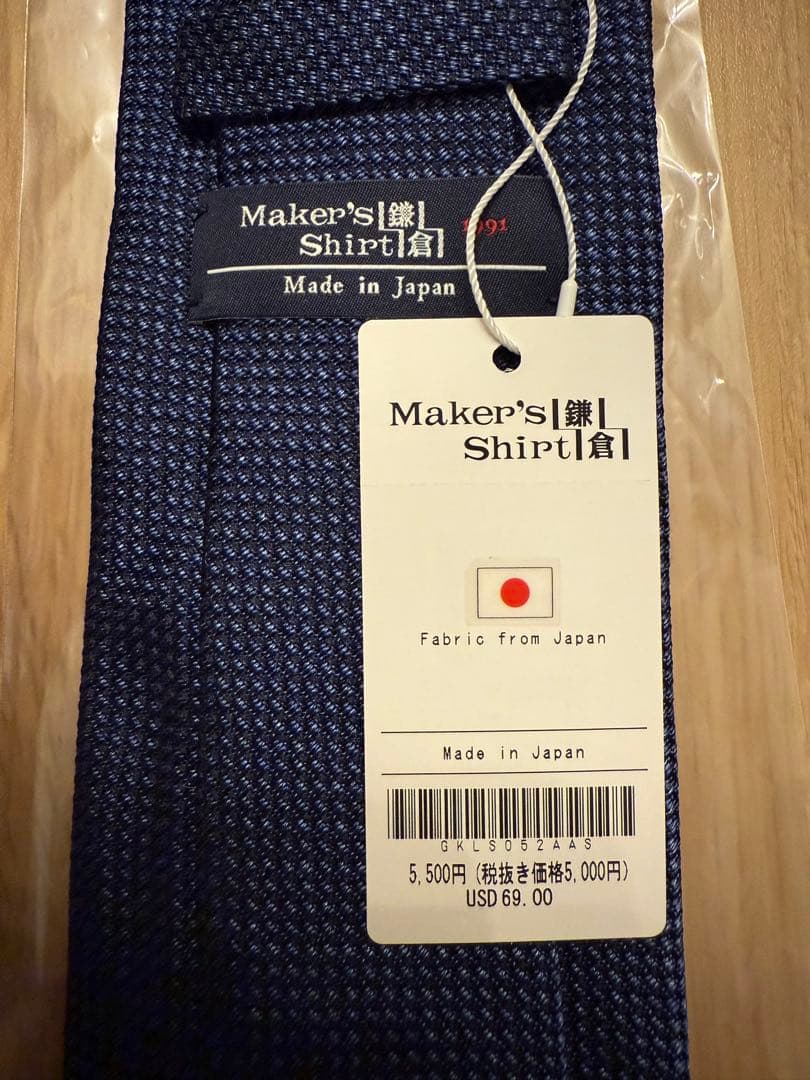 Maker's 鎌
Shirt 倉 1991
Made in Japan
Maker's 鎌
Shirt 倉
Fabric from Japan
Made in Japan
GKLS052AAS
5,500円(税抜き価格5,000円)
USD 69.00